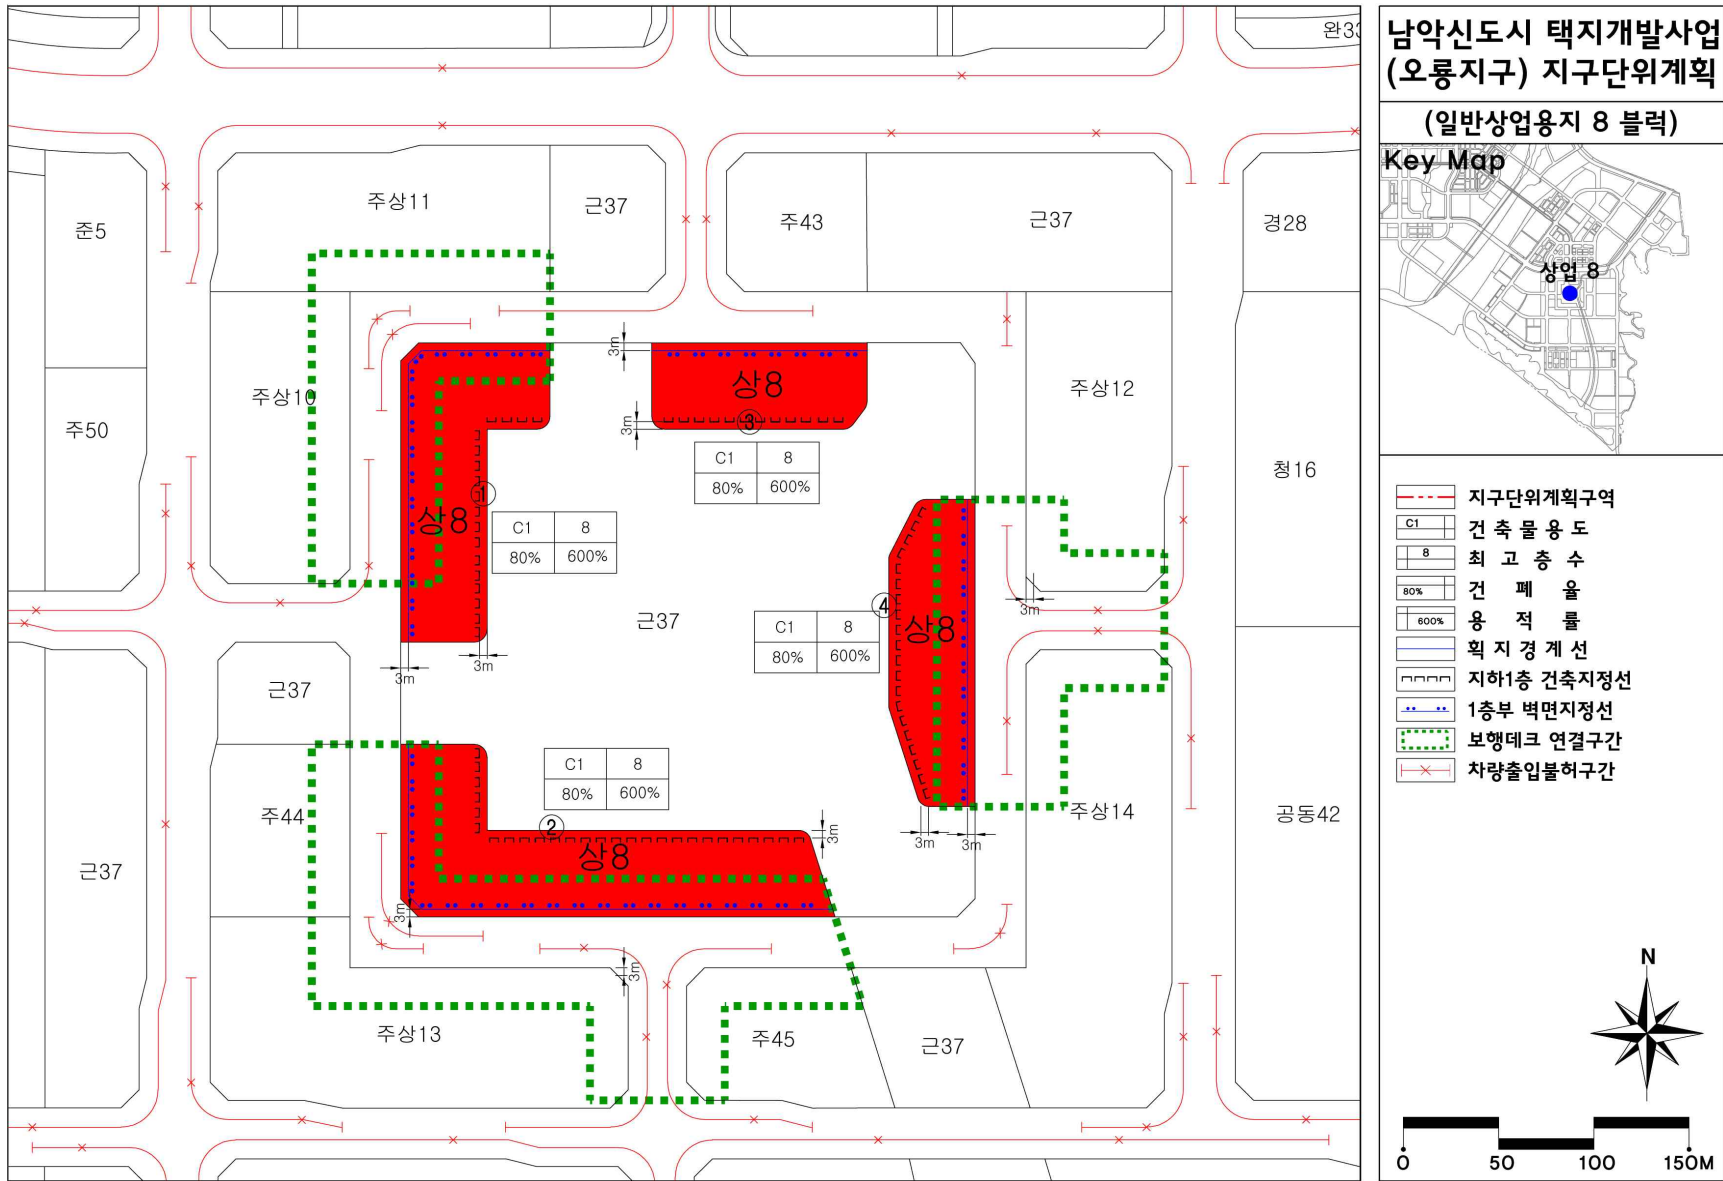 남악신도시 택지개발사업
(오룡지구) 지구단위계획
(일반상업용지 8 블럭)
Key Map
상업 8
지구단위계획구역
C1 건 축 물 용 도
8 최 고 층 수
80% 건 폐 율
600% 용 적 률
획 지 경 계 선
지하1층 건축지정선
1층부 벽면지정선
보행데크 연결구간
차량출입불허구간
N
0 50 100 150M
완33
준5
주상11
근37
주43
근37
경28
3m
상8
3m
③
주상10
주상12
주50
C1 8
80% 600%
청16
①
상8
C1 8
80% 600%
④
3m
근37
C1 8
80% 600%
상8
3m
3m
근37
C1 8
80% 600%
주44
②
상8
3m
3m
3m
주상14
공동42
근37
3m
3m
주상13
주45
근37